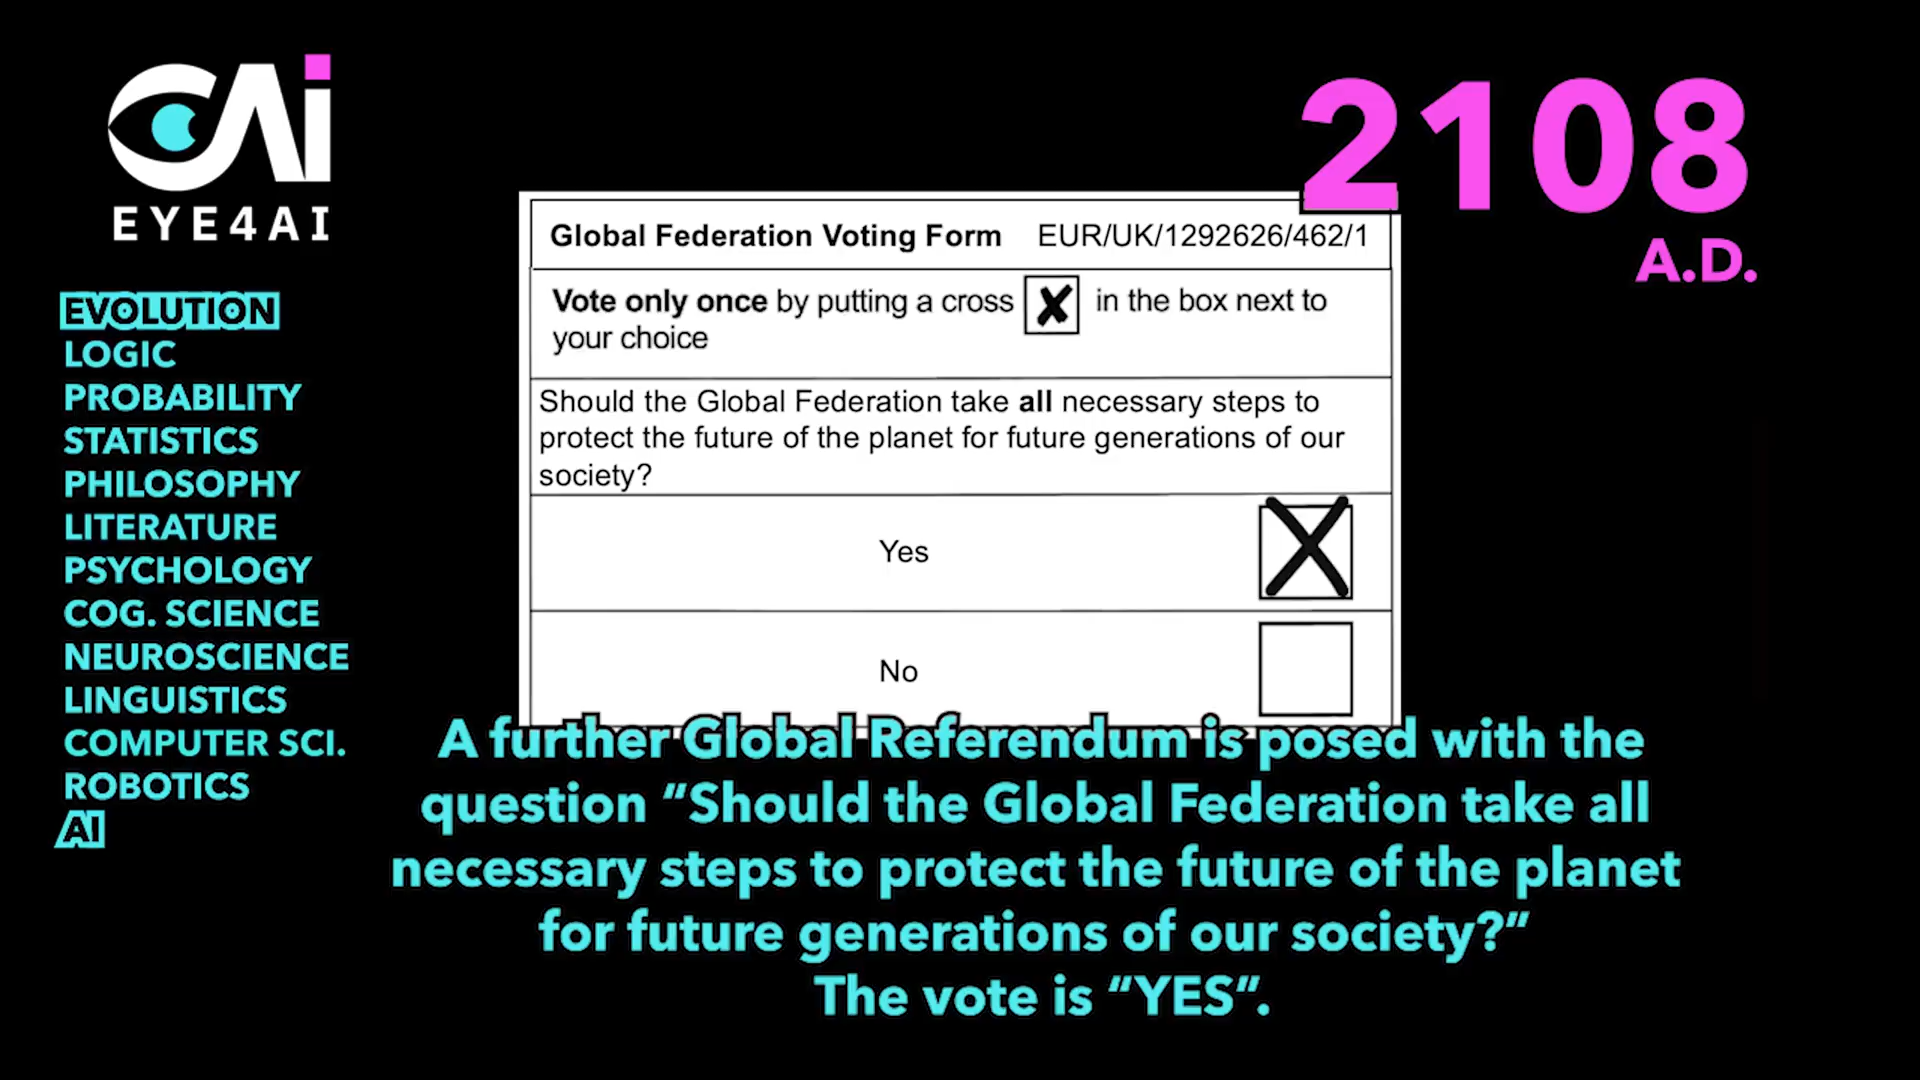 CAi
EYE4AI
EVOLUTION
LOGIC
PROBABILITY
STATISTICS
PHILOSOPHY
LITERATURE
PSYCHOLOGY
COG. SCIENCE
NEUROSCIENCE
LINGUISTICS
COMPUTER SCI.
ROBOTICS
AI
2108
A.D.
Global Federation Voting Form EUR/UK/1292626/462/1
Vote only once by putting a cross X in the box next to
your choice
Should the Global Federation take all necessary steps to
protect the future of the planet for future generations of our
society?
Yes X
No
A further Global Referendum is posed with the
question “Should the Global Federation take all
necessary steps to protect the future of the planet
for future generations of our society?”
The vote is “YES”.